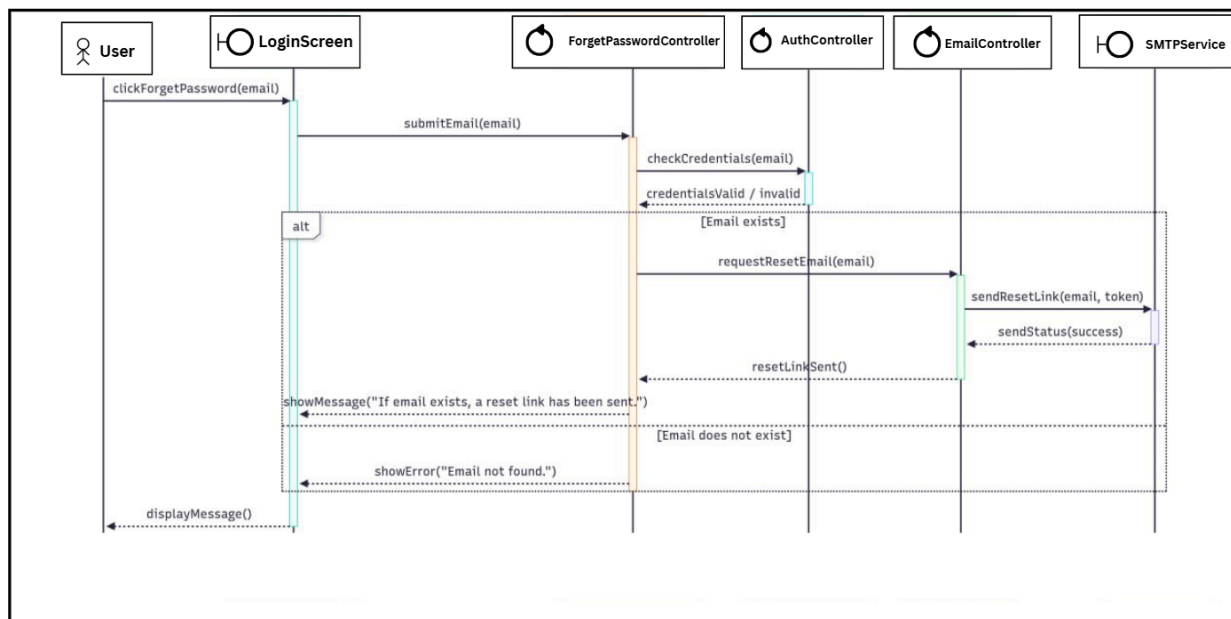 User
LoginScreen
ForgetPasswordController
AuthController
EmailController
SMTPService
clickForgetPassword(email)
submitEmail(email)
checkCredentials(email)
credentialsValid / invalid
alt
[Email exists]
requestResetEmail(email)
sendResetLink(email, token)
sendStatus(success)
resetLinkSent()
showMessage("If email exists, a reset link has been sent.")
[Email does not exist]
showError("Email not found.")
displayMessage()